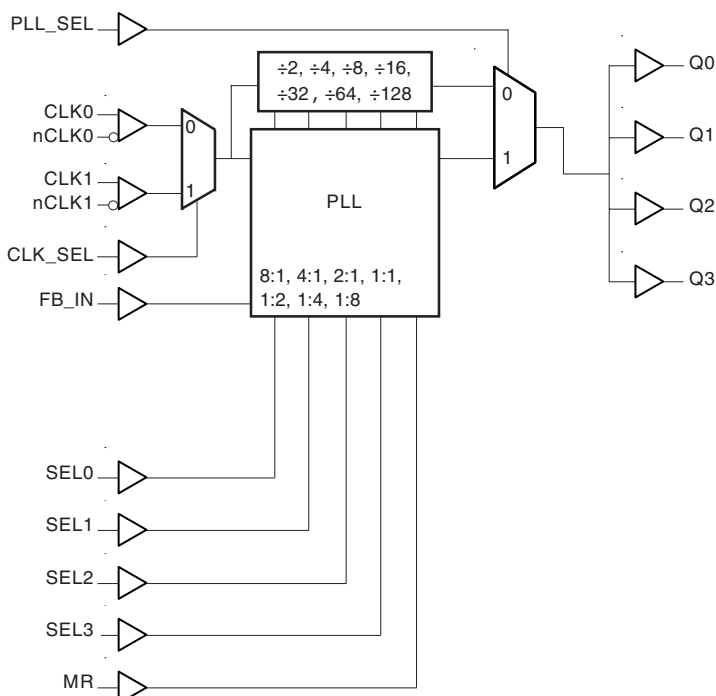 PLL_SEL
÷2, ÷4, ÷8, ÷16,
÷32 , ÷64, ÷128
0
Q0
CLK0
nCLK0
0
Q1
CLK1
nCLK1
1
1
PLL
Q2
CLK_SEL
8:1, 4:1, 2:1, 1:1,
1:2, 1:4, 1:8
Q3
FB_IN
SEL0
SEL1
SEL2
SEL3
MR